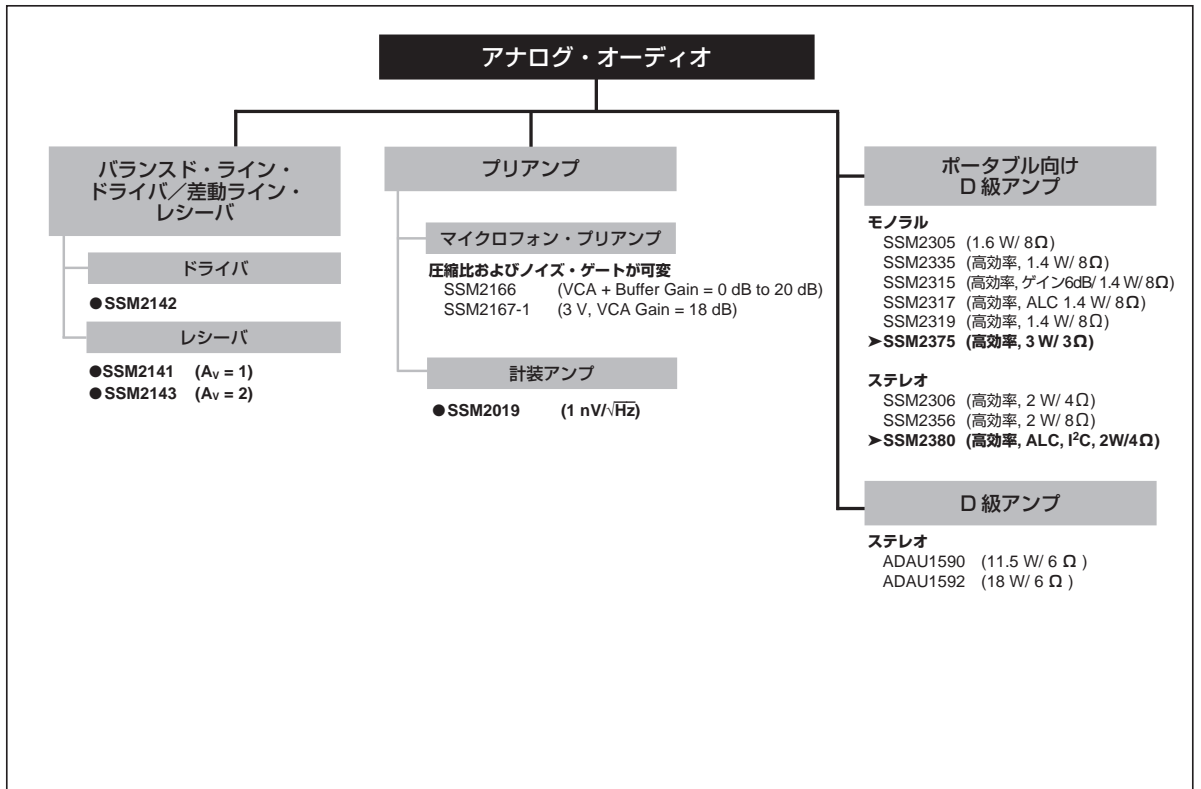 アナログ・オーディオ
バランスド・ライン・
ドライバ／差動ライン・
レシーバ
ドライバ
●SSM2142
レシーバ
●SSM2141 (AV = 1)
●SSM2143 (AV = 2)
プリアンプ
マイクロフォン・プリアンプ
圧縮比およびノイズ・ゲートが可変
SSM2166 (VCA + Buffer Gain = 0 dB to 20 dB)
SSM2167-1 (3 V, VCA Gain = 18 dB)
計装アンプ
●SSM2019 (1 nV/√Hz)
ポータブル向け
D 級アンプ
モノラル
SSM2305 (1.6 W/ 8Ω)
SSM2335 (高効率, 1.4 W/ 8Ω)
SSM2315 (高効率, ゲイン6dB/ 1.4 W/ 8Ω)
SSM2317 (高効率, ALC 1.4 W/ 8Ω)
SSM2319 (高効率, 1.4 W/ 8Ω)
➤SSM2375 (高効率, 3 W/ 3Ω)
ステレオ
SSM2306 (高効率, 2 W/ 4Ω)
SSM2356 (高効率, 2 W/ 8Ω)
➤SSM2380 (高効率, ALC, I²C, 2W/4Ω)
D 級アンプ
ステレオ
ADAU1590 (11.5 W/ 6 Ω )
ADAU1592 (18 W/ 6 Ω )